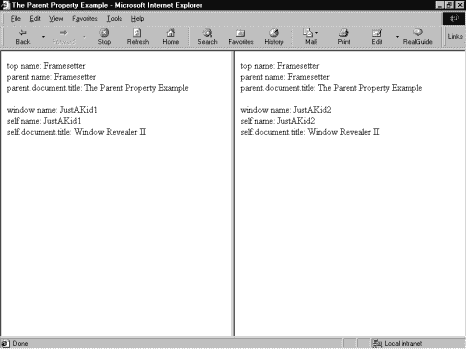 The Parent Property Example - Microsoft Internet Explorer
File Edit View Favorites Tools Help
Back Forward Stop Refresh Home Search Favorites History Mail Print Edit RealGuide Links
top name: Framesetter
parent name: Framesetter
parent.document.title: The Parent Property Example
window name: JustAKid1
self.name: JustAKid1
self.document.title: Window Revealer II
top name: Framesetter
parent name: Framesetter
parent.document.title: The Parent Property Example
window name: JustAKid2
self.name: JustAKid2
self.document.title: Window Revealer II
Done
Local intranet